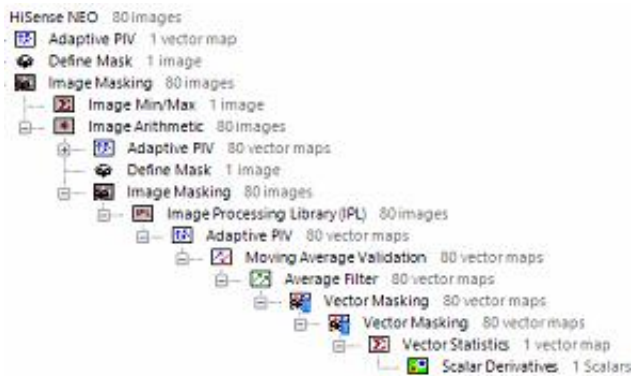 HiSense NEO 80 images
Adaptive PIV 1 vector map
Define Mask 1 image
Image Masking 80 images
Image Min/Max 1 image
Image Arithmetic 80 images
Adaptive PIV 80 vector maps
Define Mask 1 image
Image Masking 80 images
Image Processing Library (IPL) 80 images
Adaptive PIV 80 vector maps
Moving Average Validation 80 vector maps
Average Filter 80 vector maps
Vector Masking 80 vector maps
Vector Masking 80 vector maps
Vector Statistics 1 vector map
Scalar Derivatives 1 Scalars